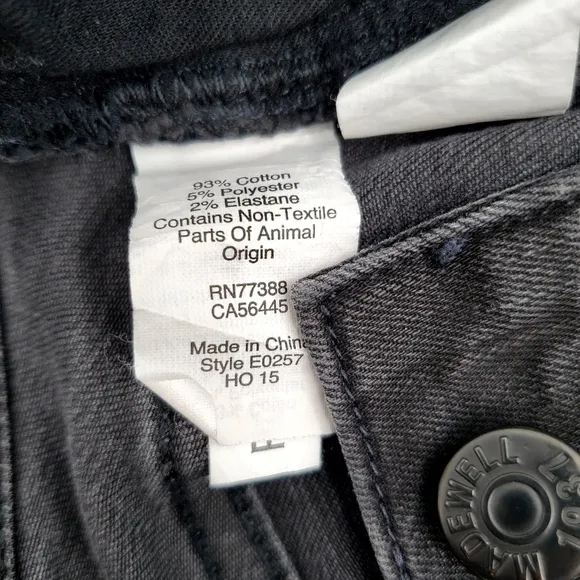 93% Cotton
5% Polyester
2% Elastane
Contains Non-Textile
Parts Of Animal
Origin
RN77388
CA56445
Made in China
Style E0257
HO 15
MADEWELL